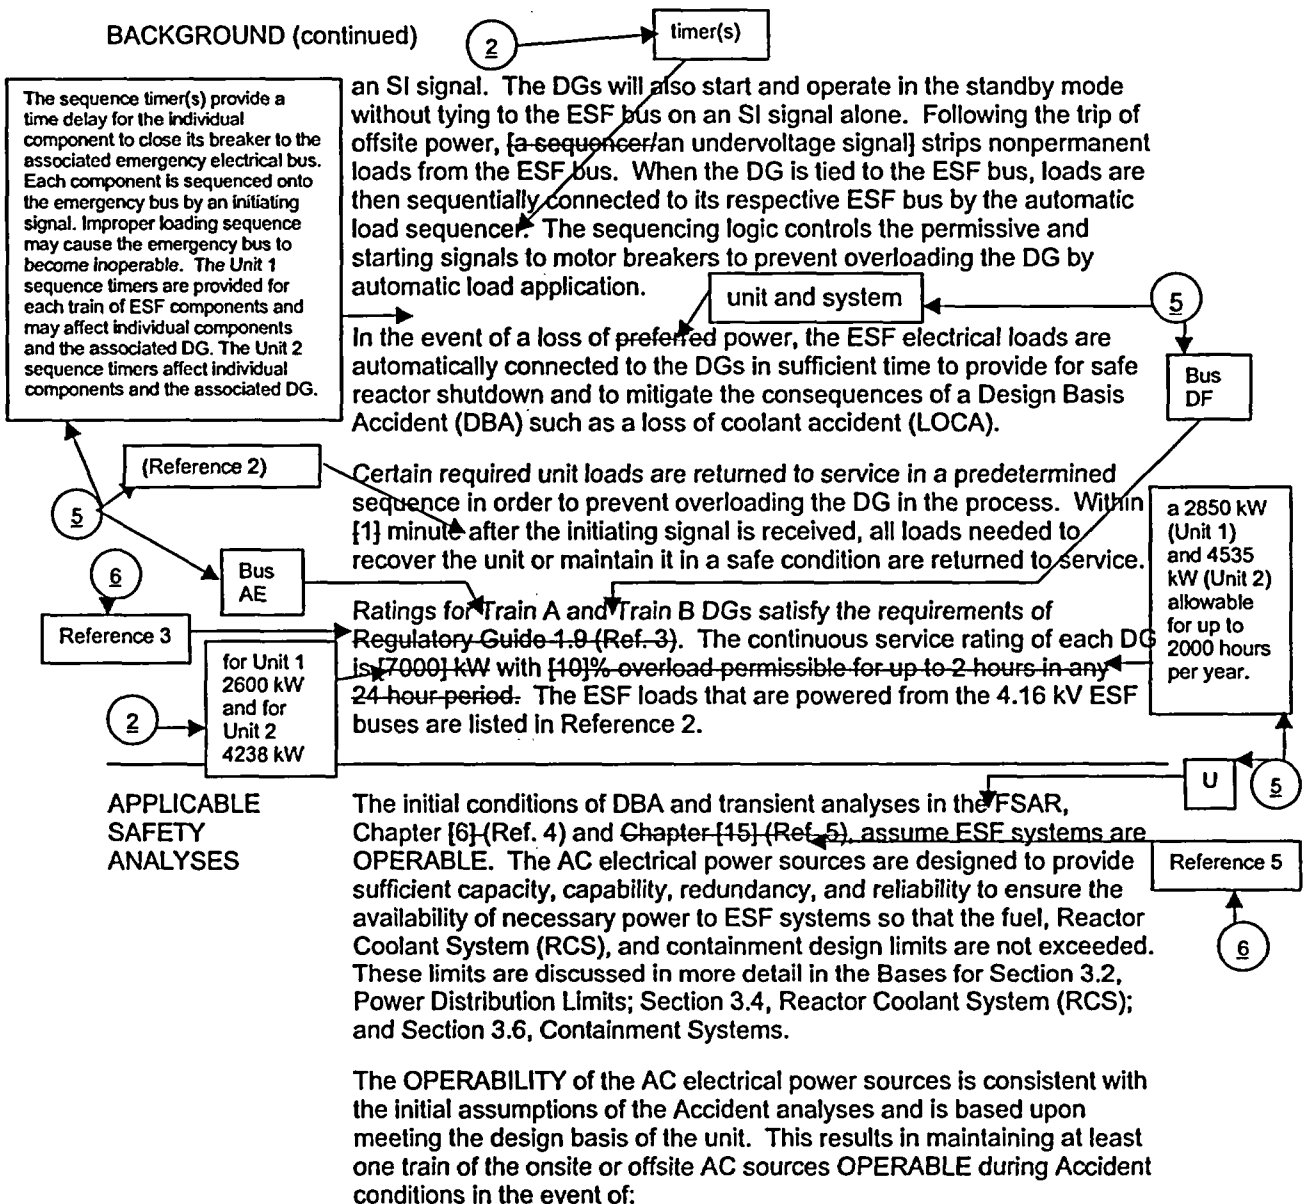 BACKGROUND (continued)
2
timer(s)
The sequence timer(s) provide a
time delay for the individual
component to close its breaker to the
associated emergency electrical bus.
Each component is sequenced onto
the emergency bus by an initiating
signal. Improper loading sequence
may cause the emergency bus to
become inoperable. The Unit 1
sequence timers are provided for
each train of ESF components and
may affect individual components
and the associated DG. The Unit 2
sequence timers affect individual
components and the associated DG.
an SI signal. The DGs will also start and operate in the standby mode
without tying to the ESF bus on an SI signal alone. Following the trip of
offsite power, [a sequencer/an undervoltage signal] strips nonpermanent
loads from the ESF bus. When the DG is tied to the ESF bus, loads are
then sequentially connected to its respective ESF bus by the automatic
load sequencer. The sequencing logic controls the permissive and
starting signals to motor breakers to prevent overloading the DG by
automatic load application.
unit and system
5
Bus
DF
In the event of a loss of preferred power, the ESF electrical loads are
automatically connected to the DGs in sufficient time to provide for safe
reactor shutdown and to mitigate the consequences of a Design Basis
Accident (DBA) such as a loss of coolant accident (LOCA).
(Reference 2)
5
Certain required unit loads are returned to service in a predetermined
sequence in order to prevent overloading the DG in the process. Within
[1] minute after the initiating signal is received, all loads needed to
recover the unit or maintain it in a safe condition are returned to service.
a 2850 kW
(Unit 1)
and 4535
kW (Unit 2)
allowable
for up to
2000 hours
per year.
6
Bus
AE
Reference 3
Ratings for Train A and Train B DGs satisfy the requirements of
Regulatory Guide 1.9 (Ref. 3). The continuous service rating of each DG
is [7000] kW with [10]% overload permissible for up to 2 hours in any
24 hour period. The ESF loads that are powered from the 4.16 kV ESF
buses are listed in Reference 2.
for Unit 1
2600 kW
and for
Unit 2
4238 kW
2
U
5
APPLICABLE
SAFETY
ANALYSES
The initial conditions of DBA and transient analyses in the FSAR,
Chapter [6] (Ref. 4) and Chapter [15] (Ref. 5), assume ESF systems are
OPERABLE. The AC electrical power sources are designed to provide
sufficient capacity, capability, redundancy, and reliability to ensure the
availability of necessary power to ESF systems so that the fuel, Reactor
Coolant System (RCS), and containment design limits are not exceeded.
These limits are discussed in more detail in the Bases for Section 3.2,
Power Distribution Limits; Section 3.4, Reactor Coolant System (RCS);
and Section 3.6, Containment Systems.
Reference 5
6
The OPERABILITY of the AC electrical power sources is consistent with
the initial assumptions of the Accident analyses and is based upon
meeting the design basis of the unit. This results in maintaining at least
one train of the onsite or offsite AC sources OPERABLE during Accident
conditions in the event of: